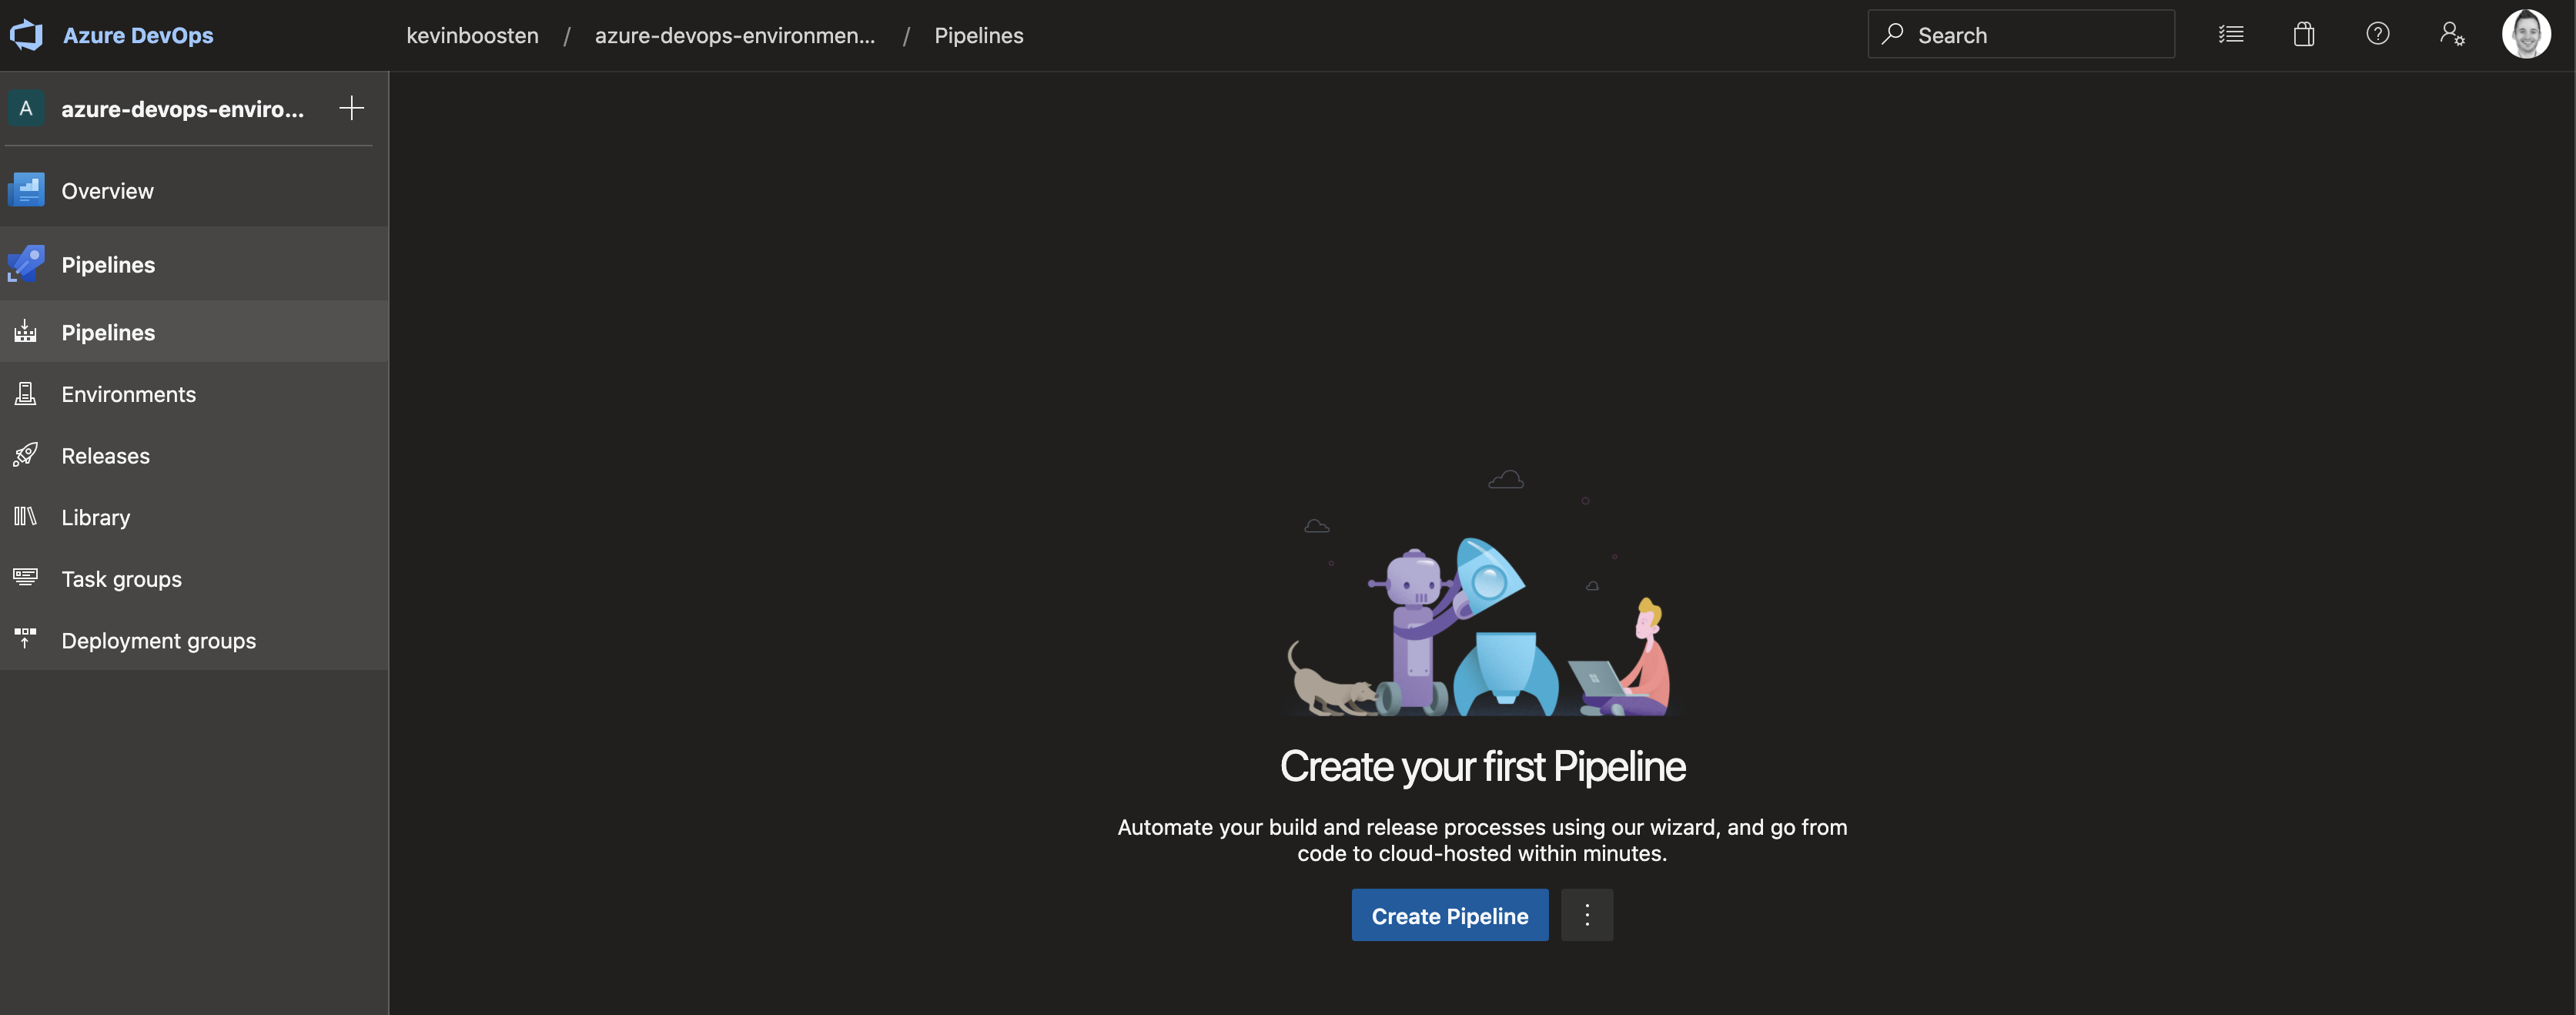 Azure DevOps
kevinboosten / azure-devops-environmen... / Pipelines
Search
A
azure-devops-enviro...
Overview
Pipelines
Pipelines
Environments
Releases
Library
Task groups
Deployment groups
Create your first Pipeline
Automate your build and release processes using our wizard, and go from
code to cloud-hosted within minutes.
Create Pipeline